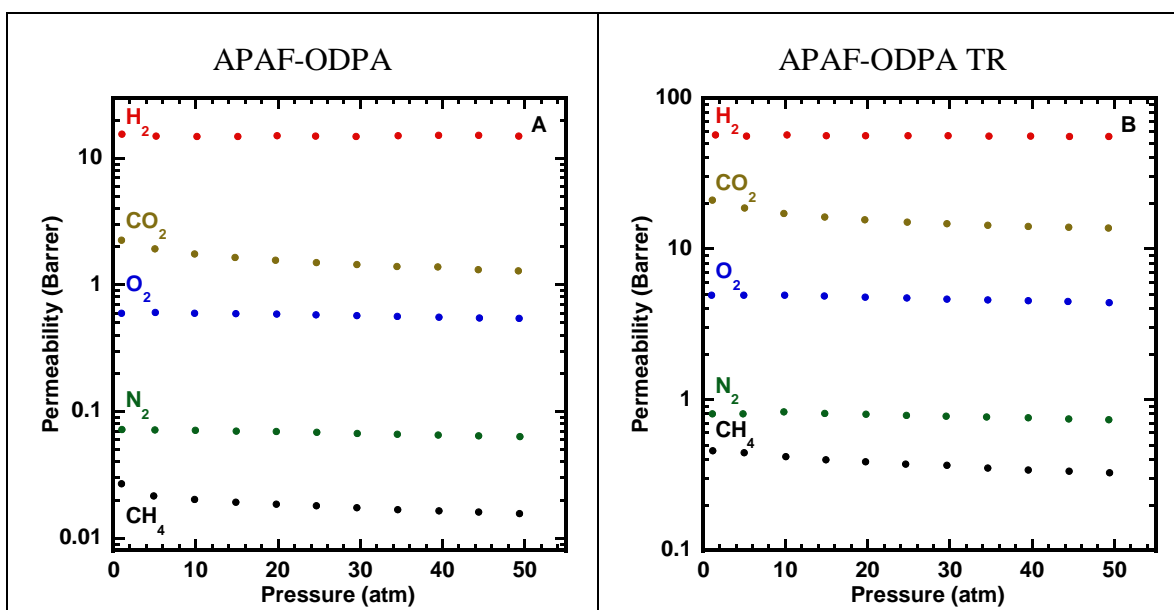 APAF-ODPA
A
H2
CO2
O2
N2
CH4
10
1
0.1
0.01
Permeability (Barrer)
0 10 20 30 40 50
Pressure (atm)
APAF-ODPA TR
B
H2
CO2
O2
N2
CH4
100
10
1
0.1
Permeability (Barrer)
0 10 20 30 40 50
Pressure (atm)